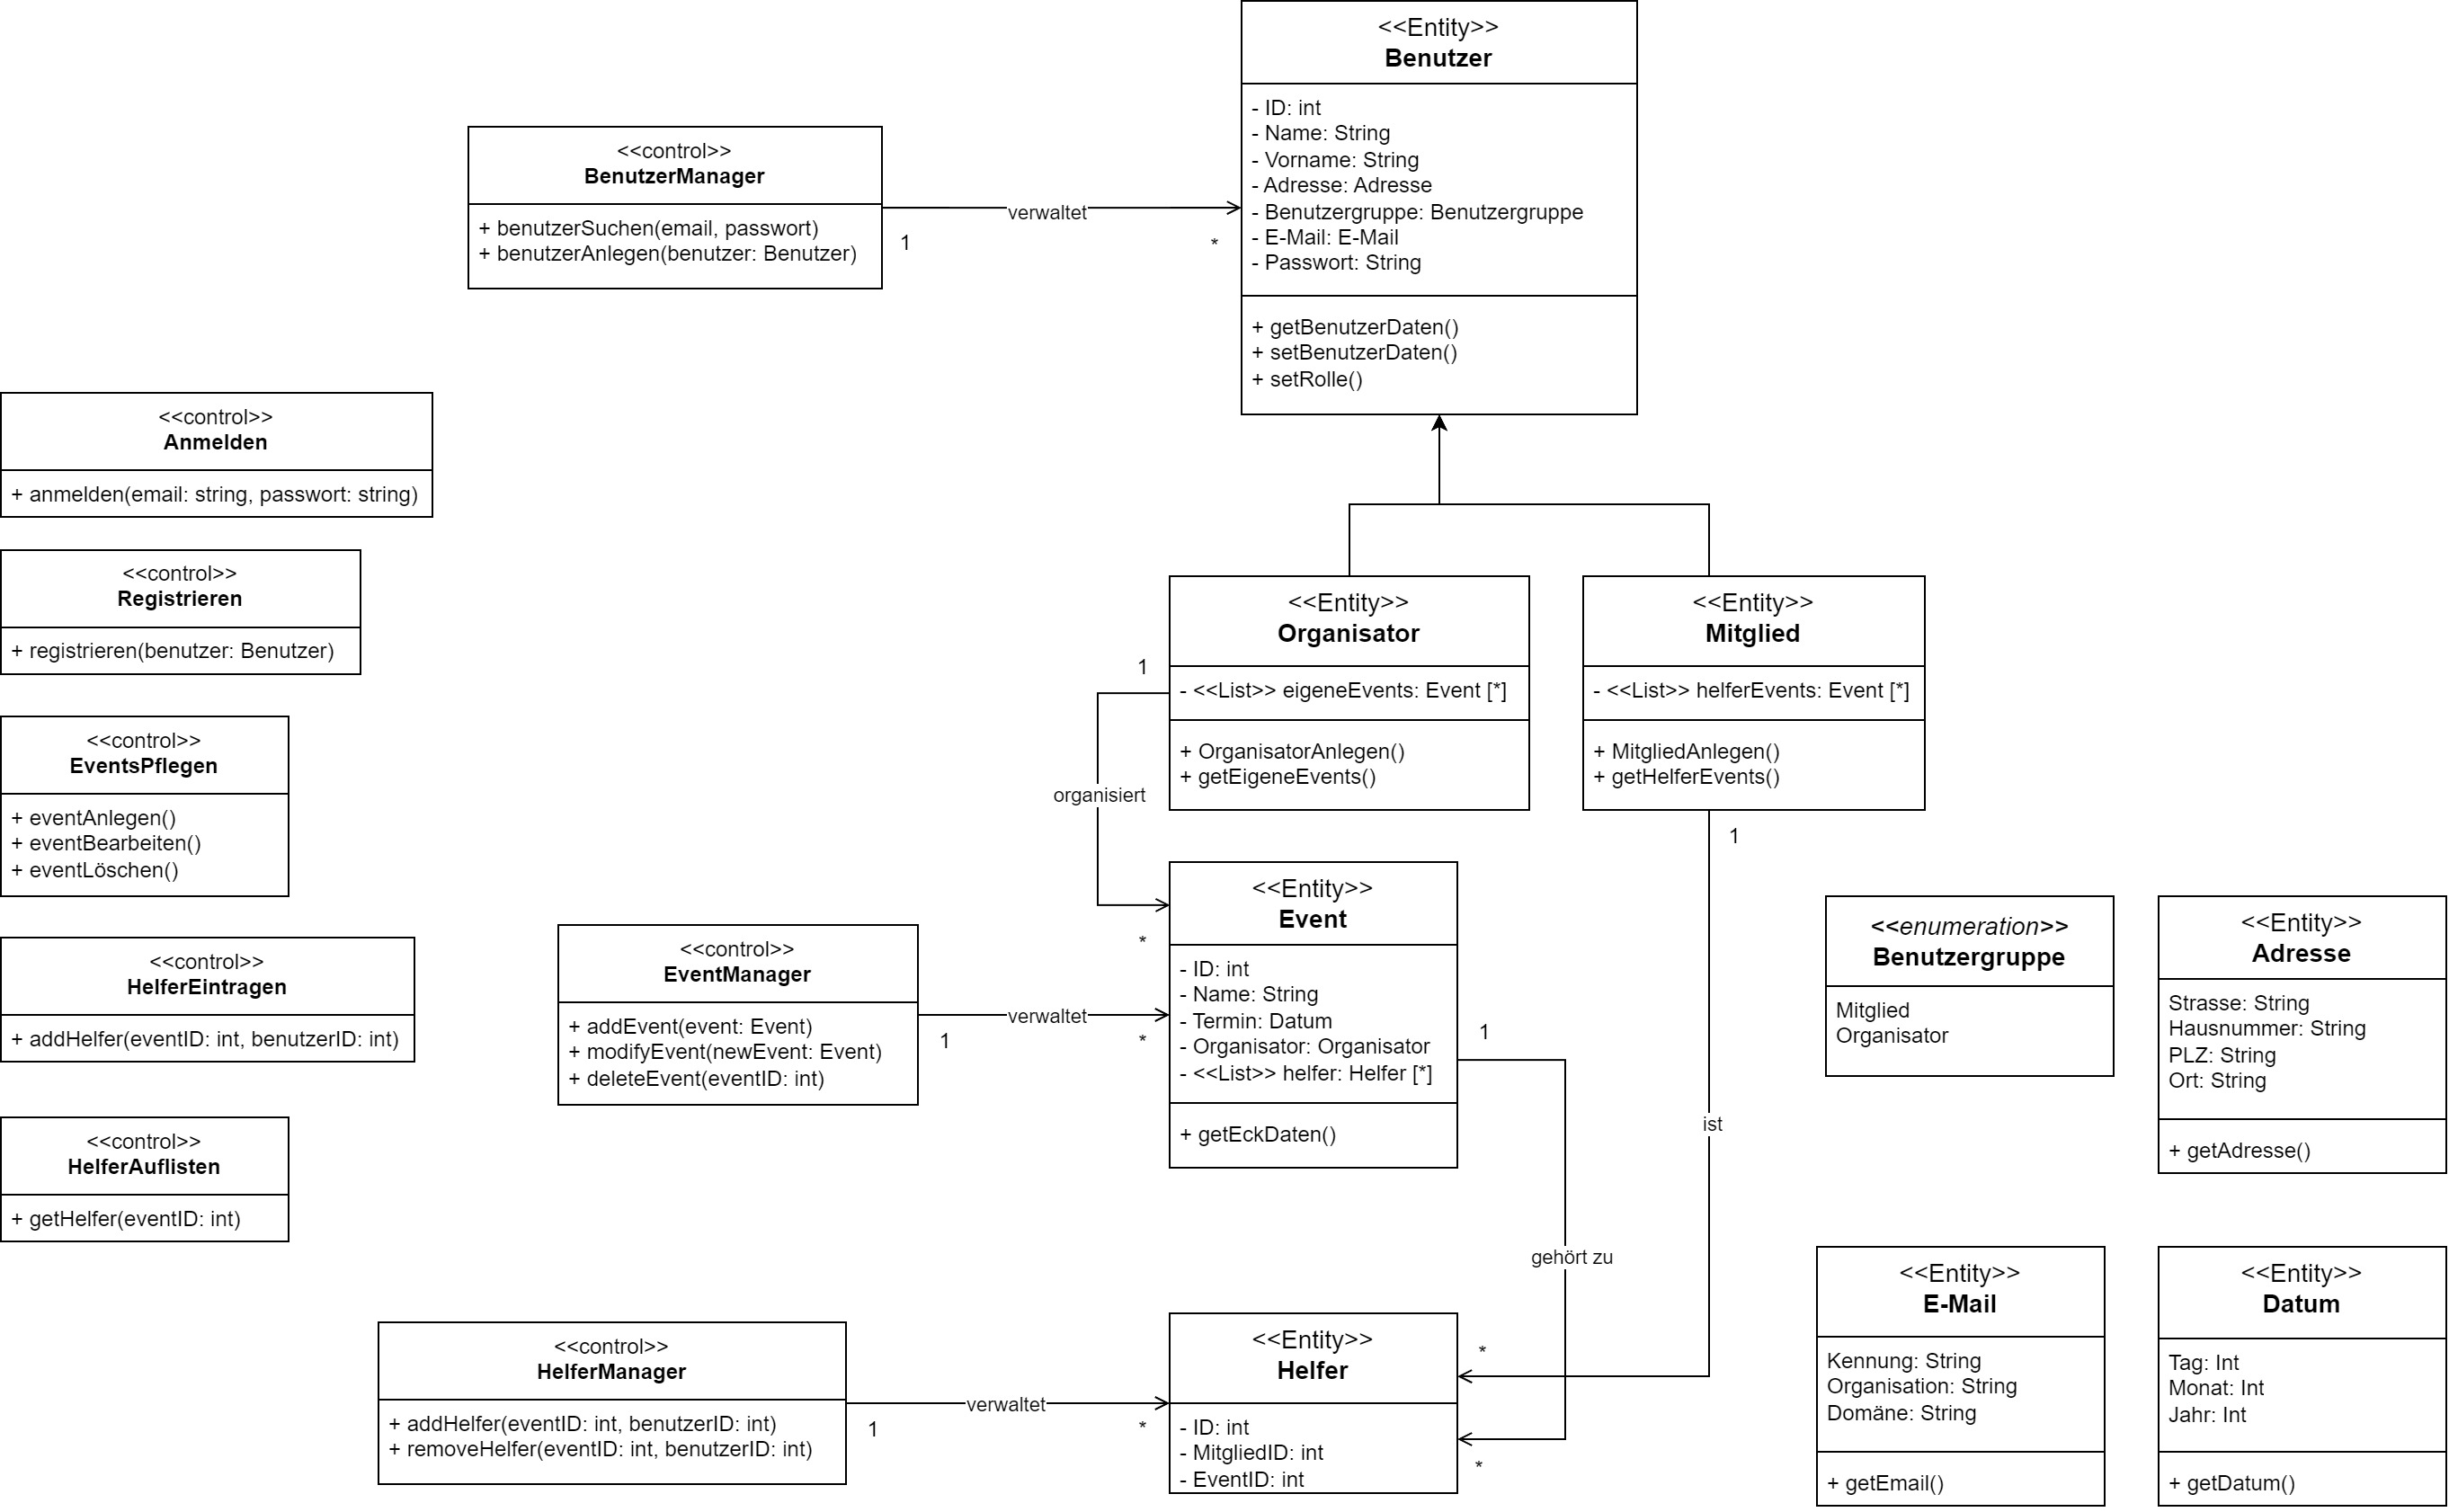 <<Entity>>
Benutzer
- ID: int
- Name: String
- Vorname: String
- Adresse: Adresse
- Benutzergruppe: Benutzergruppe
- E-Mail: E-Mail
- Passwort: String
+ getBenutzerDaten()
+ setBenutzerDaten()
+ setRolle()
<<control>>
BenutzerManager
+ benutzerSuchen(email, passwort)
+ benutzerAnlegen(benutzer: Benutzer)
verwaltet
1
*
<<control>>
Anmelden
+ anmelden(email: string, passwort: string)
<<control>>
Registrieren
+ registrieren(benutzer: Benutzer)
<<control>>
EventsPflegen
+ eventAnlegen()
+ eventBearbeiten()
+ eventLöschen()
<<control>>
HelferEintragen
+ addHelfer(eventID: int, benutzerID: int)
<<control>>
HelferAuflisten
+ getHelfer(eventID: int)
<<Entity>>
Organisator
- <<List>> eigeneEvents: Event [*]
+ OrganisatorAnlegen()
+ getEigeneEvents()
<<Entity>>
Mitglied
- <<List>> helferEvents: Event [*]
+ MitgliedAnlegen()
+ getHelferEvents()
1
organisiert
*
1
ist
*
<<control>>
EventManager
+ addEvent(event: Event)
+ modifyEvent(newEvent: Event)
+ deleteEvent(eventID: int)
verwaltet
1
*
<<Entity>>
Event
- ID: int
- Name: String
- Termin: Datum
- Organisator: Organisator
- <<List>> helfer: Helfer [*]
+ getEckDaten()
1
gehört zu
*
<<control>>
HelferManager
+ addHelfer(eventID: int, benutzerID: int)
+ removeHelfer(eventID: int, benutzerID: int)
verwaltet
1
*
<<Entity>>
Helfer
- ID: int
- MitgliedID: int
- EventID: int
<<enumeration>>
Benutzergruppe
Mitglied
Organisator
<<Entity>>
Adresse
Strasse: String
Hausnummer: String
PLZ: String
Ort: String
+ getAdresse()
<<Entity>>
E-Mail
Kennung: String
Organisation: String
Domäne: String
+ getEmail()
<<Entity>>
Datum
Tag: Int
Monat: Int
Jahr: Int
+ getDatum()